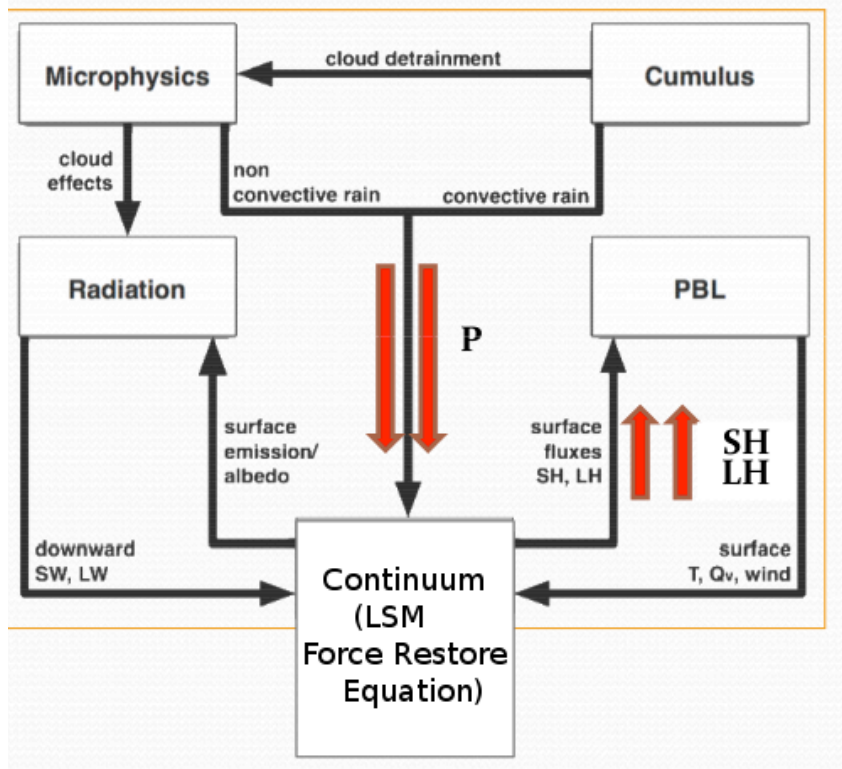 Microphysics
cloud detrainment
Cumulus
cloud
effects
non
convective rain
convective rain
Radiation
PBL
P
surface
emission/
albedo
surface
fluxes
SH, LH
SH
LH
downward
SW, LW
surface
T, Qv, wind
Continuum
(LSM
Force Restore
Equation)